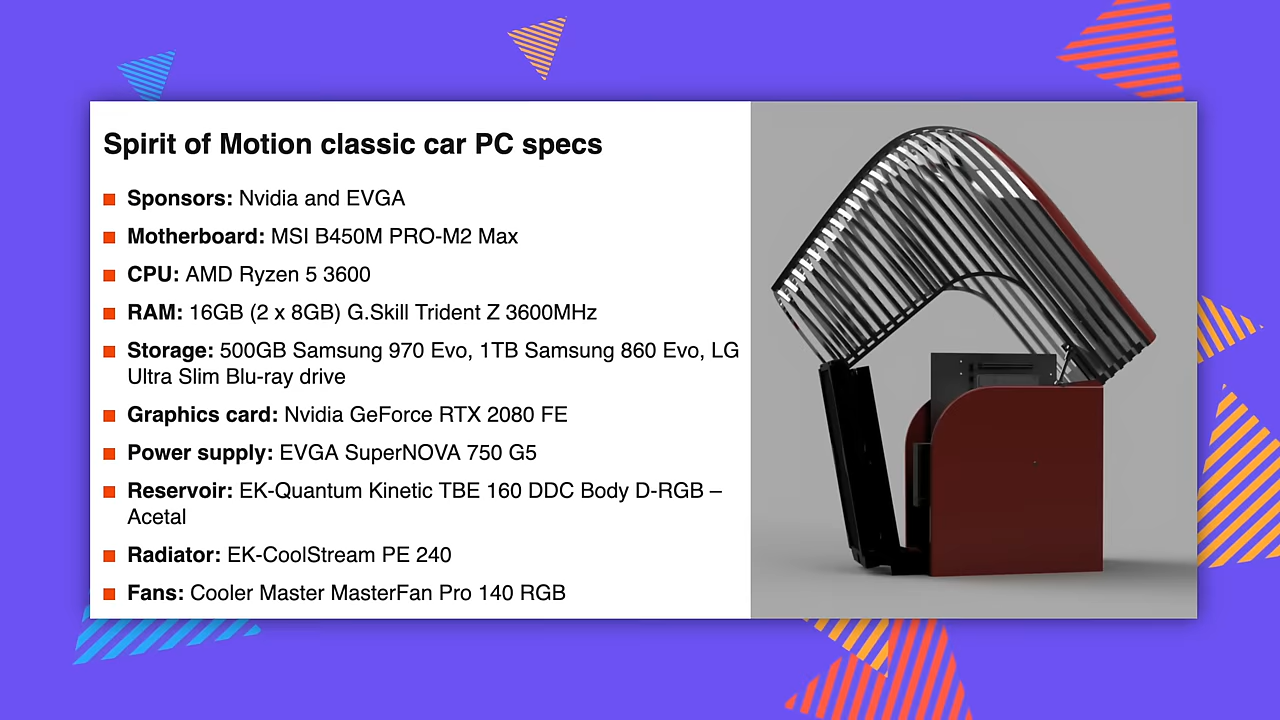 Spirit of Motion classic car PC specs
Sponsors: Nvidia and EVGA
Motherboard: MSI B450M PRO-M2 Max
CPU: AMD Ryzen 5 3600
RAM: 16GB (2 x 8GB) G.Skill Trident Z 3600MHz
Storage: 500GB Samsung 970 Evo, 1TB Samsung 860 Evo, LG
Ultra Slim Blu-ray drive
Graphics card: Nvidia GeForce RTX 2080 FE
Power supply: EVGA SuperNOVA 750 G5
Reservoir: EK-Quantum Kinetic TBE 160 DDC Body D-RGB –
Acetal
Radiator: EK-CoolStream PE 240
Fans: Cooler Master MasterFan Pro 140 RGB